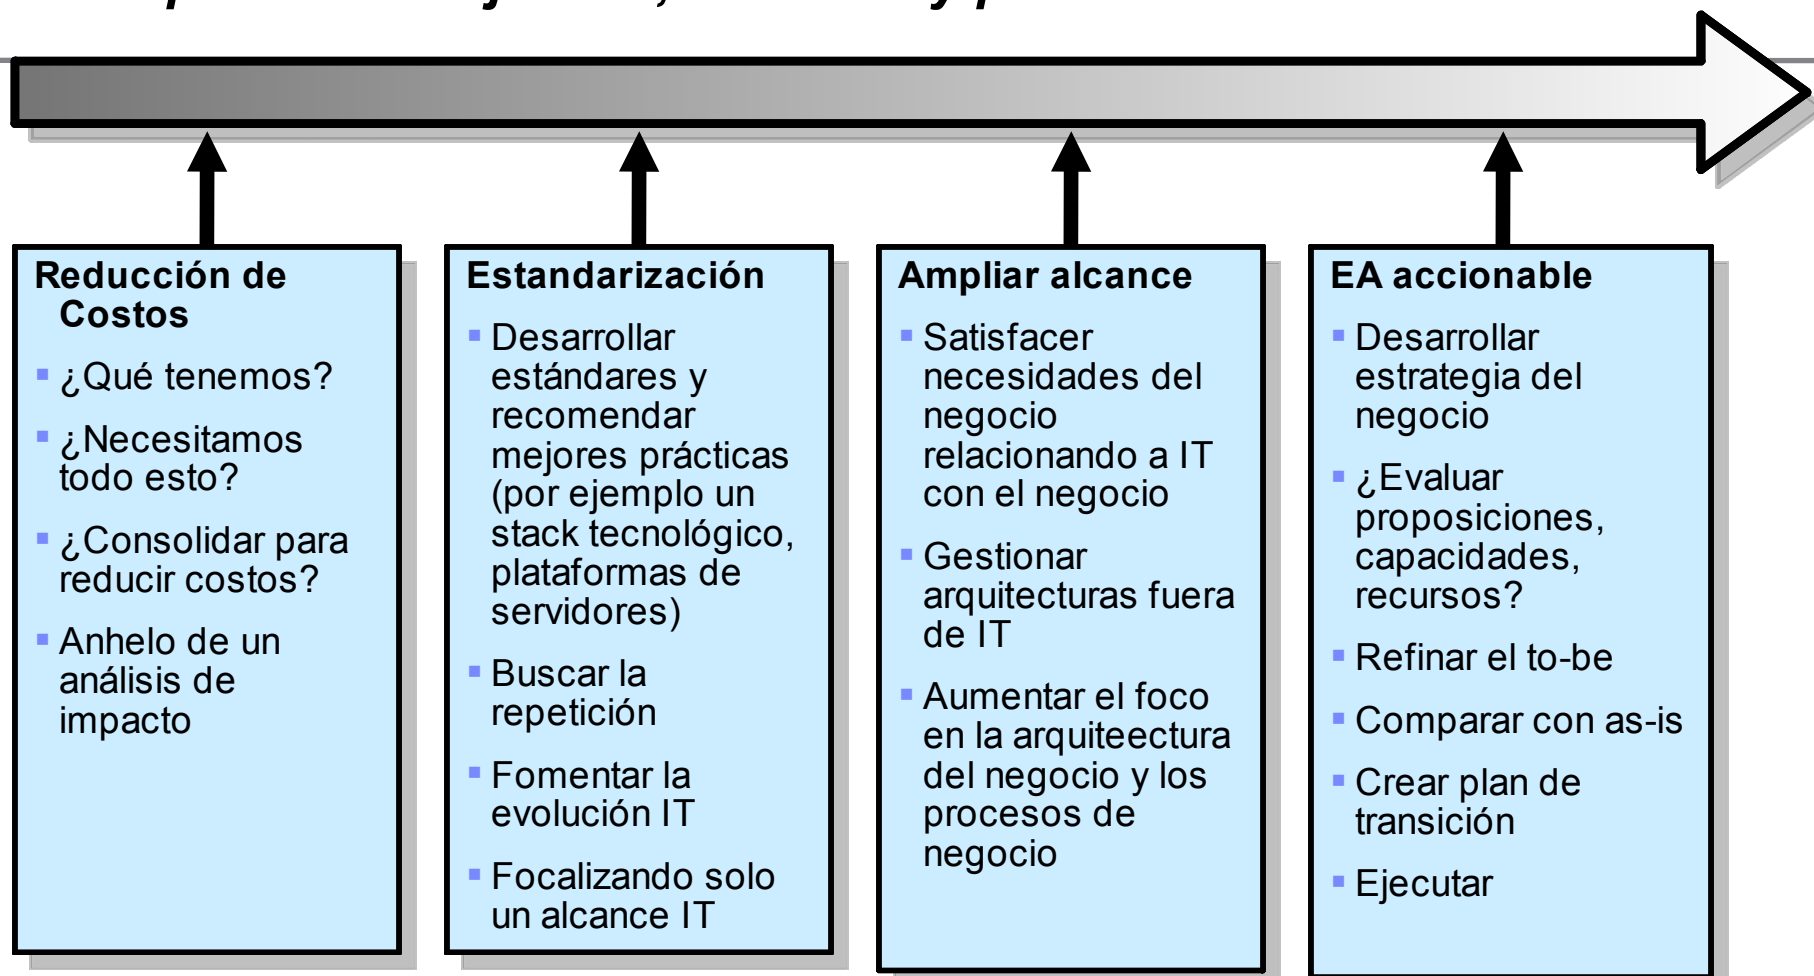 Reducción de
Costos
¿Qué tenemos?
¿Necesitamos
todo esto?
¿Consolidar para
reducir costos?
Anhelo de un
análisis de
impacto
Estandarización
Desarrollar
estándares y
recomendar
mejores prácticas
(por ejemplo un
stack tecnológico,
plataformas de
servidores)
Buscar la
repetición
Fomentar la
evolución IT
Focalizando solo
un alcance IT
Ampliar alcance
Satisfacer
necesidades del
negocio
relacionando a IT
con el negocio
Gestionar
arquitecturas fuera
de IT
Aumentar el foco
en la arquiteectura
del negocio y los
procesos de
negocio
EA accionable
Desarrollar
estrategia del
negocio
¿Evaluar
proposiciones,
capacidades,
recursos?
Refinar el to-be
Comparar con as-is
Crear plan de
transición
Ejecutar